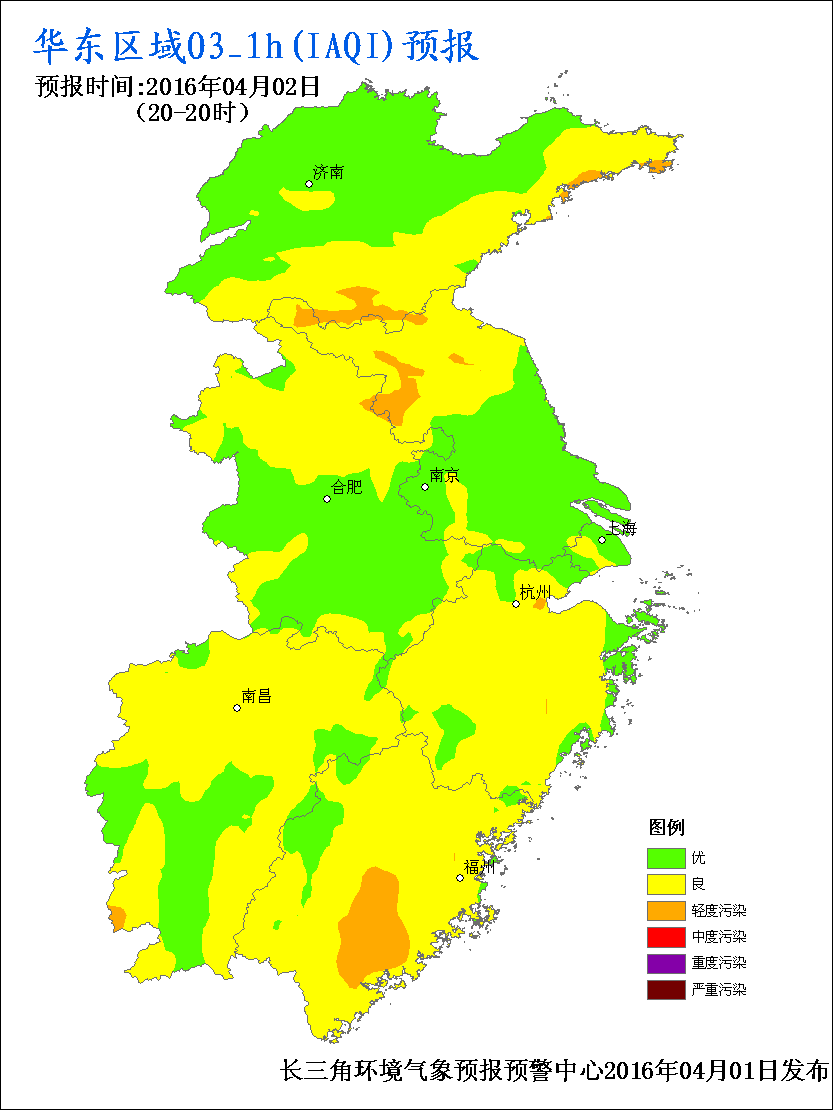 华东区域O3_1h(IAQI)预报
预报时间:2016年04月02日
（20-20时）
济南
南京
合肥
上海
杭州
南昌
福州
图例
优
良
轻度污染
中度污染
重度污染
严重污染
长三角环境气象预报预警中心2016年04月01日发布